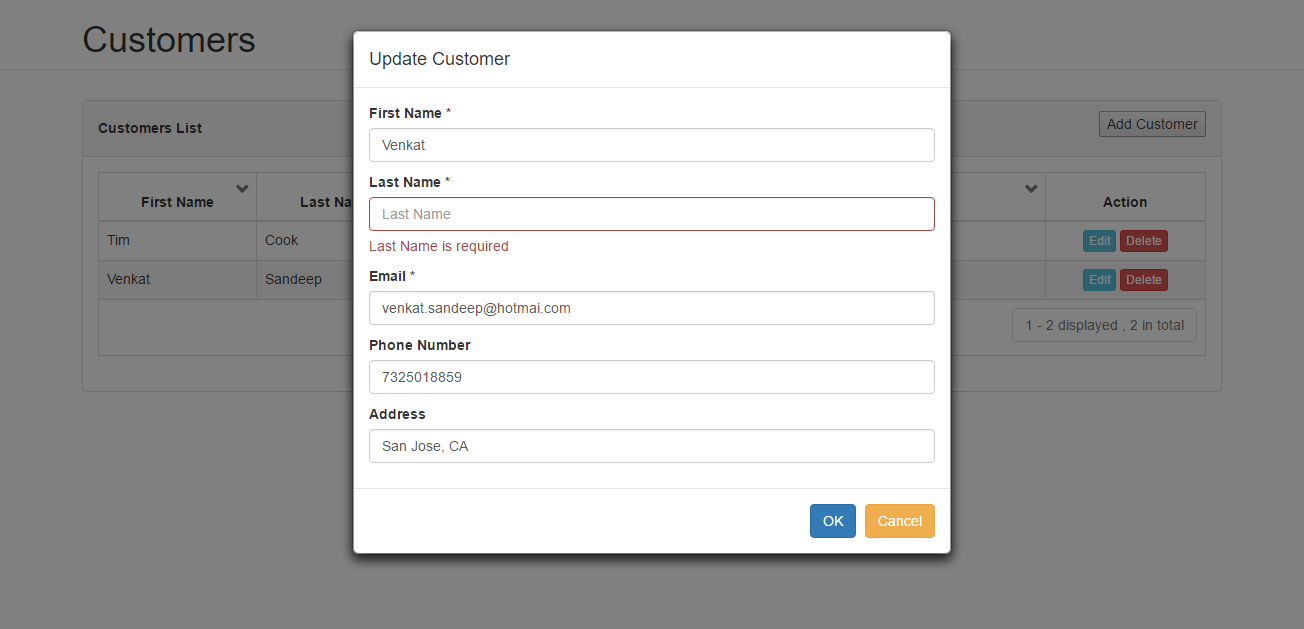 Customers
Customers List
Add Customer
First Name
Last Na
Action
Tim
Cook
Edit
Delete
Venkat
Sandeep
Edit
Delete
1 - 2 displayed , 2 in total
Update Customer
First Name *
Venkat
Last Name *
Last Name
Last Name is required
Email *
venkat.sandeep@hotmai.com
Phone Number
7325018859
Address
San Jose, CA
OK
Cancel